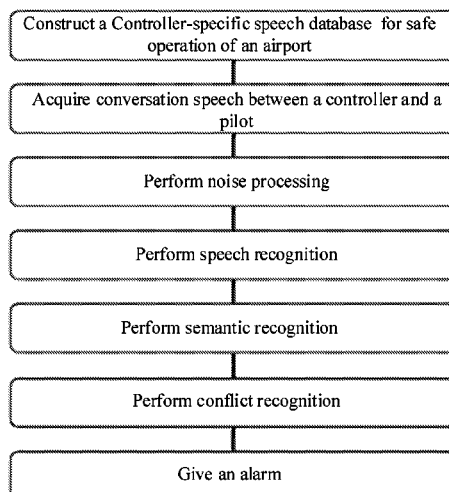 Construct a Controller-specific speech database for safe
operation of an airport
Acquire conversation speech between a controller and a
pilot
Perform noise processing
Perform speech recognition
Perform semantic recognition
Perform conflict recognition
Give an alarm